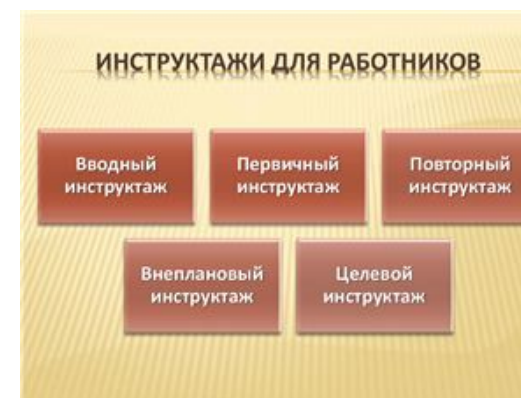 ИНСТРУКТАЖИ ДЛЯ РАБОТНИКОВ
Вводный
инструктаж
Первичный
инструктаж
Повторный
инструктаж
Внеплановый
инструктаж
Целевой
инструктаж